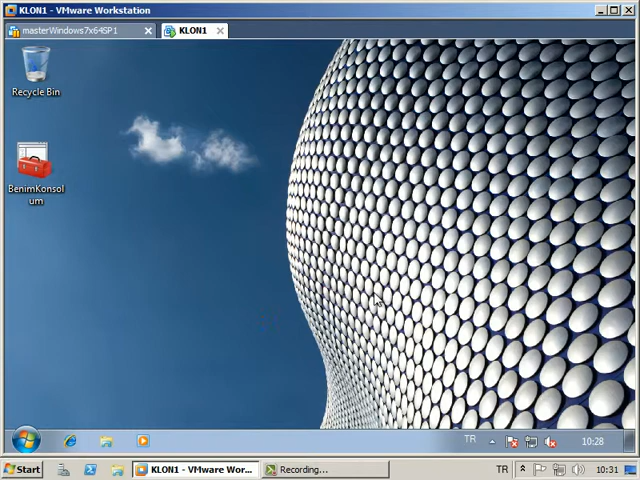 KLON1 - VMware Workstation
masterWindows7x64SP1
KLON1
Recycle Bin
BenimKonsol
um
TR
10:28
Start
KLON1 - VMware Wor...
Recording...
TR
10:31